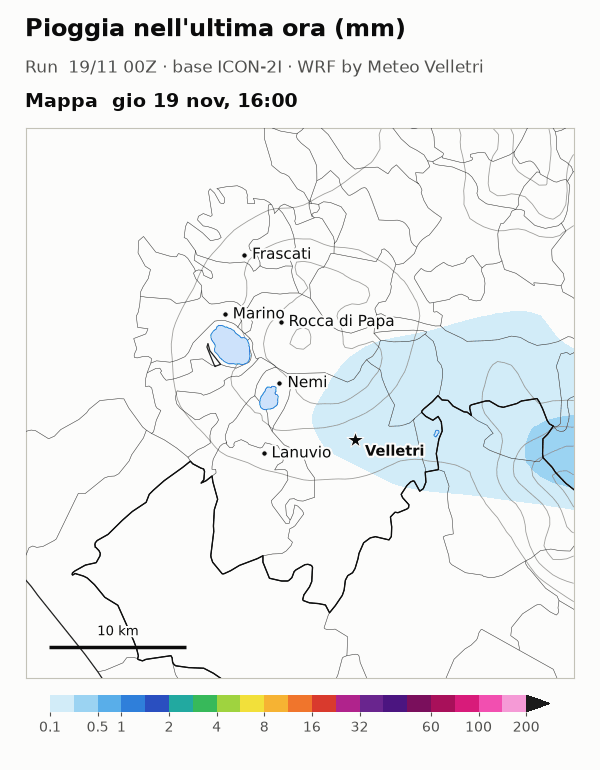 Pioggia nell'ultima ora (mm)
Run  19/11 00Z · base ICON-2I · WRF by Meteo Velletri
Mappa  gio 19 nov, 16:00
Frascati
Marino
Rocca di Papa
Nemi
Velletri
Lanuvio
10 km
0.1 0.5 1 2 4 8 16 32 60 100 200